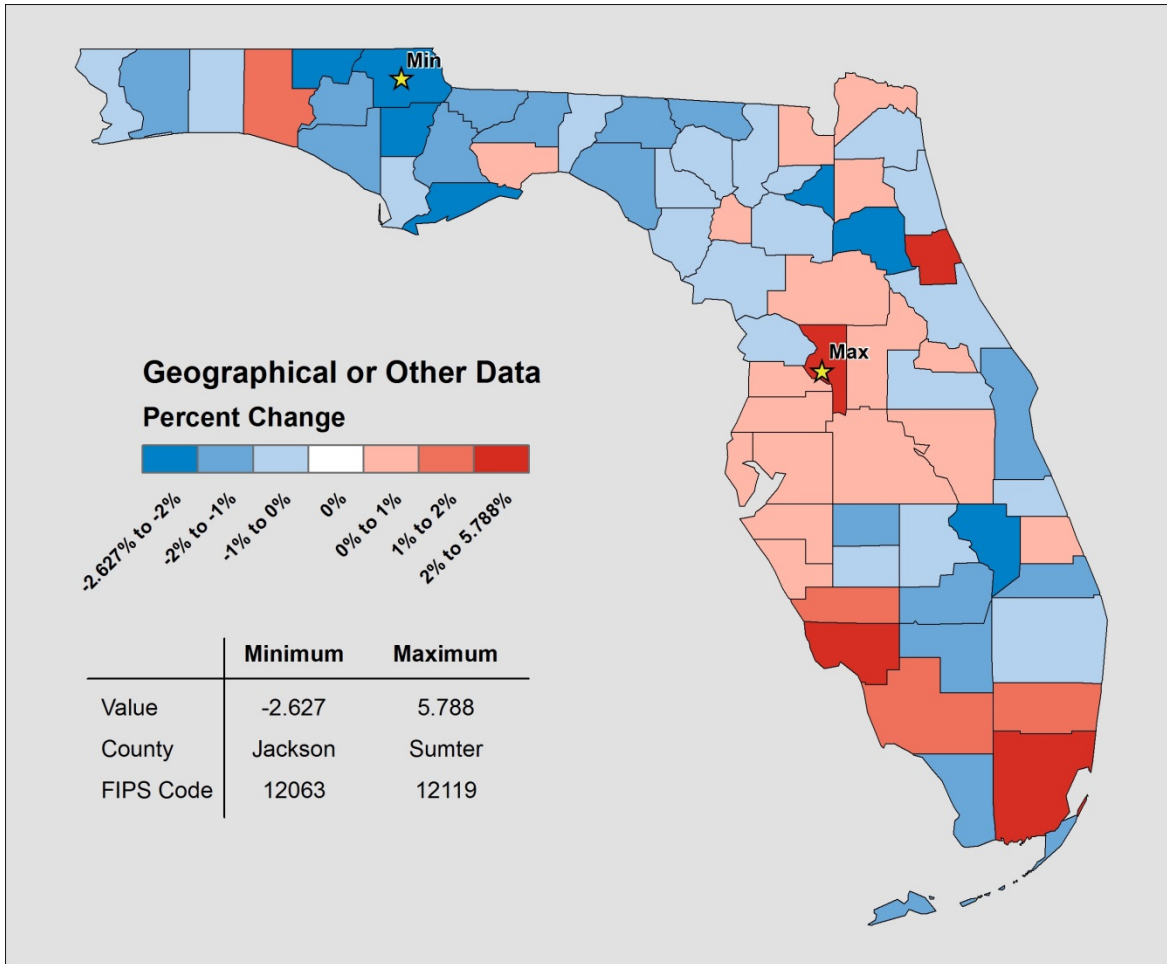 Min
Max
Geographical or Other Data
Percent Change
-2.627% to -2%
-2% to -1%
-1% to 0%
0%
0% to 1%
1% to 2%
2% to 5.788%
Minimum Maximum
Value -2.627 5.788
County Jackson Sumter
FIPS Code 12063 12119